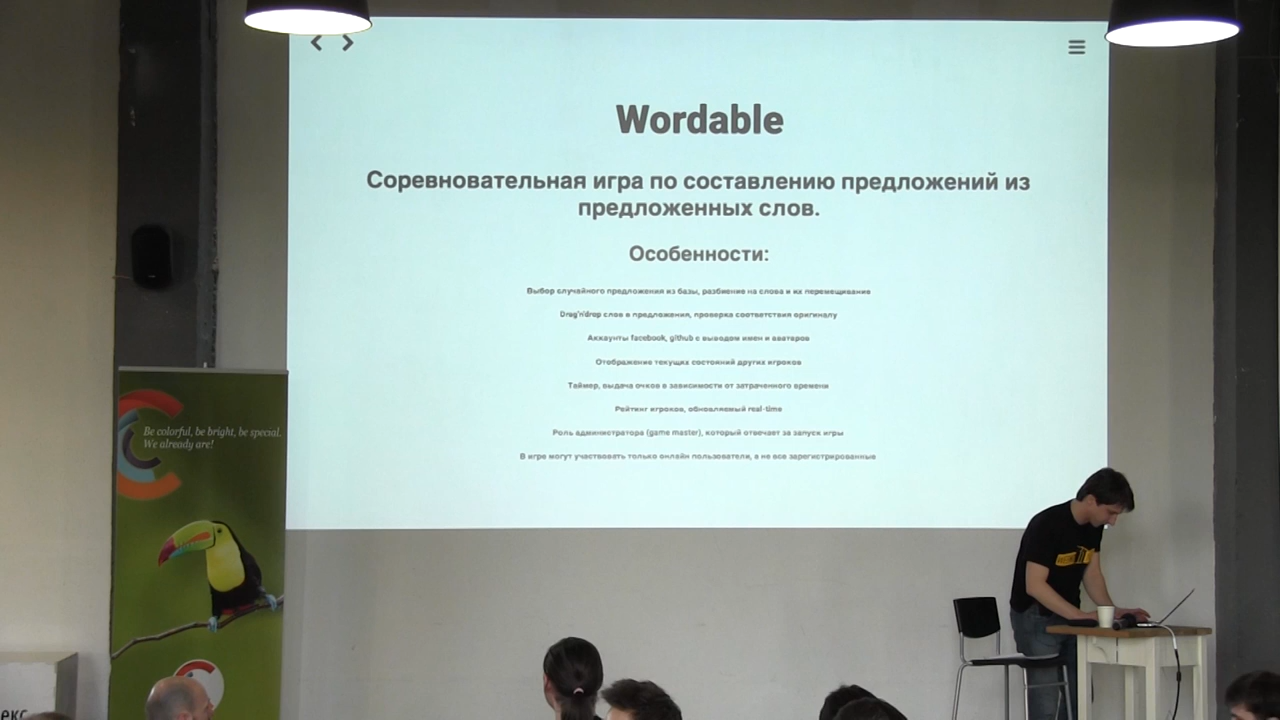 Wordable
Соревновательная игра по составлению предложений из
предложенных слов.
Особенности:
Выбор случайного предложения из базы, разбиение на слова и их перемещивание
Drag'n'drop слов в предложения, проверка соответствия оригиналу
Аккаунты facebook, github с выводом имен и аватаров
Отображение текущих состояний других игроков
Таймер, выдача очков в зависимости от затраченного времени
Рейтинг игроков, обновляемый real-time
Роль администратора (game master), который отвечает за запуск игры
В игре могут участвовать только онлайн пользователи, а не все зарегистрированные
Be colorful, be bright, be special.
We already are!